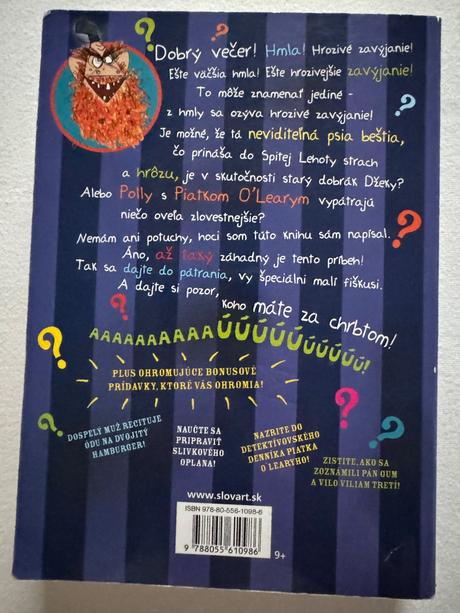 Dobrý večer! Hmla! Hrozivé zavýjanie!
Ešte väčšia hmla! Ešte hrozivejšie zavýjanie!
To môže znamenať jediné –
z hmly sa ozýva hrozivé zavýjanie!
Je možné, že tá neviditeľná psia beštia,
čo prináša do Spitej Lehoty strach
a hrôzu, je v skutočnosti starý dobrák Džeky?
Alebo Polly s Piatkom O'Learym vypátrajú
niečo oveľa zlovestnejšie?
Nemám ani potuchy, hoci som túto knihu sám napísal.
Áno, až taký záhadný je tento príbeh!
Tak sa dajte do pátrania, vy špeciálni malí fiškusi.
A dajte si pozor, koho máte za chrbtom!
AAAAAAAAAAAÚÚÚÚÚÚÚÚÚÚÚÚ!
PLUS OHROMUJÚCE BONUSOVÉ
PRÍDAVKY, KTORÉ VÁS OHROMIA!
DOSPELÝ MUŽ RECITUJE
ÓDU NA DVOJITÝ
HAMBURGER!
NAUČTE SA
PRIPRAVIŤ
SLIVKOVÉHO
OPLANA!
NAZRITE DO
DETEKTÍVOVSKÉHO
DENNÍKA PIATKA
O LEARYHO!
ZISTITE, AKO SA
ZOZNÁMILI PÁN GUM
A VILO VILIAM TRETÍ!
www.slovart.sk
ISBN 978-80-556-1098-6
9 788055 610986
9+